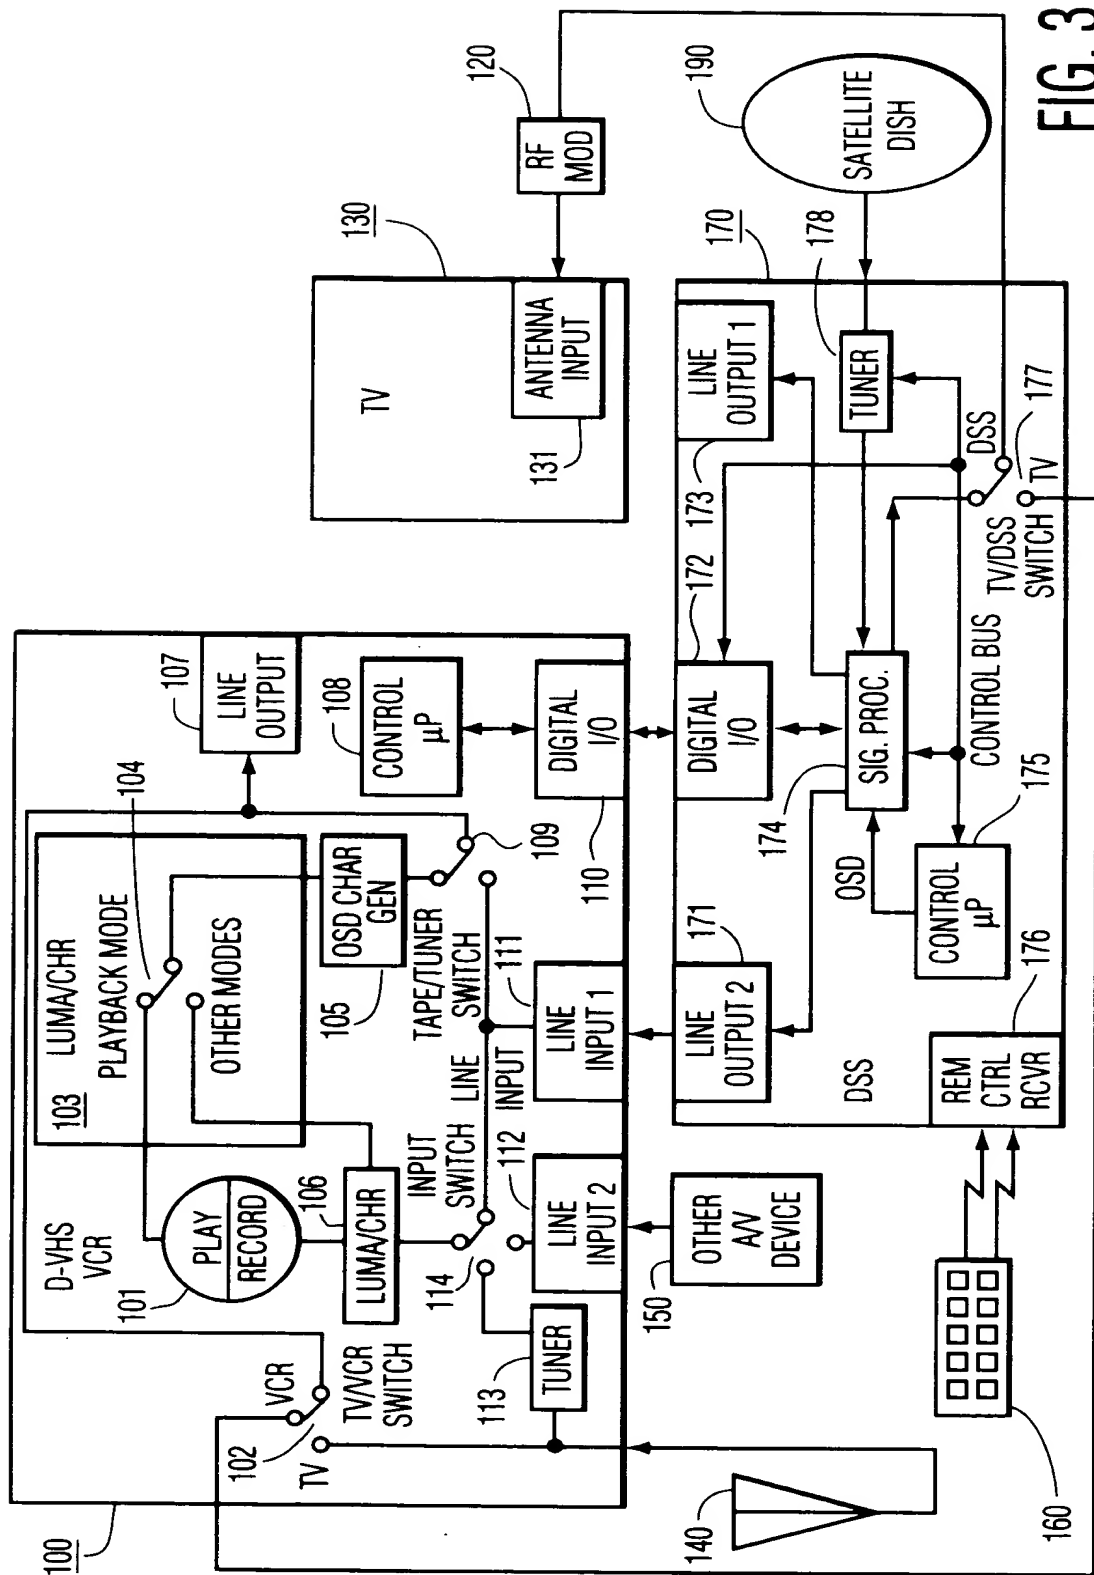 FIG. 3
100
D-VHS
VCR
101
PLAY
RECORD
102
VCR
TV
TV/VCR
SWITCH
103
LUMA/CHR
PLAYBACK MODE
OTHER MODES
104
105
OSD CHAR
GEN
106
LUMA/CHR
107
LINE
OUTPUT
108
CONTROL
µP
109
TAPE/TUNER
SWITCH
110
DIGITAL
I/O
111
LINE
INPUT
LINE
INPUT 1
112
LINE
INPUT 2
INPUT
SWITCH
113
TUNER
114
120
RF
MOD
130
TV
131
ANTENNA
INPUT
140
150
OTHER
A/V
DEVICE
160
170
DSS
171
LINE
OUTPUT 2
172
DIGITAL
I/O
173
LINE
OUTPUT 1
174
SIG. PROC.
OSD
175
CONTROL
µP
CONTROL BUS
176
REM
CTRL
RCVR
177
TV/DSS
SWITCH
TV
DSS
178
TUNER
190
SATELLITE
DISH